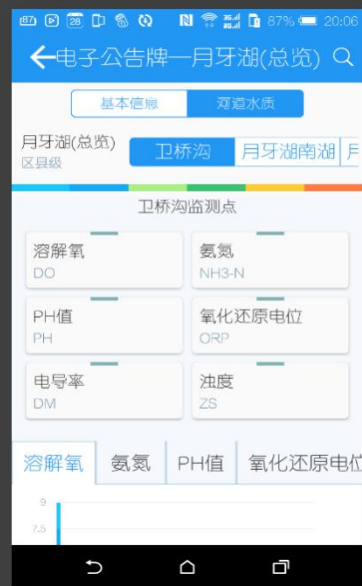 87 28 87% 20:06
电子公告牌—月牙湖(总览)
基本信息 河道水质
月牙湖(总览)
区县级
卫桥沟 月牙湖南湖 月
卫桥沟监测点
溶解氧 氨氮
DO NH3-N
PH值 氧化还原电位
PH ORP
电导率 浊度
DM ZS
溶解氧 氨氮 PH值 氧化还原电位
9
7.5